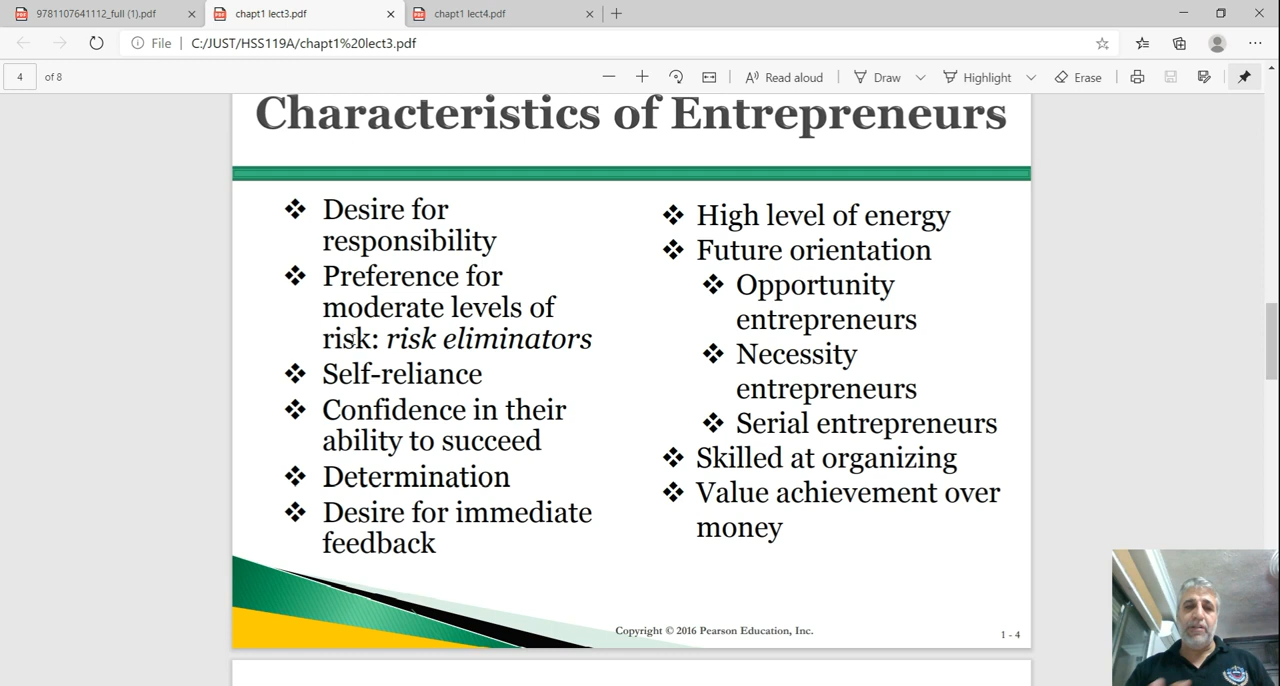 9781107641112_full (1).pdf
chapt1 lect3.pdf
chapt1 lect4.pdf
File
C:/JUST/HSS119A/chapt1%20lect3.pdf
4 of 8
Read aloud
Draw
Highlight
Erase
Characteristics of Entrepreneurs
❖ Desire for
responsibility
❖ Preference for
moderate levels of
risk: risk eliminators
❖ Self-reliance
❖ Confidence in their
ability to succeed
❖ Determination
❖ Desire for immediate
feedback
❖ High level of energy
❖ Future orientation
❖ Opportunity
entrepreneurs
❖ Necessity
entrepreneurs
❖ Serial entrepreneurs
❖ Skilled at organizing
❖ Value achievement over
money
Copyright © 2016 Pearson Education, Inc.
1 - 4